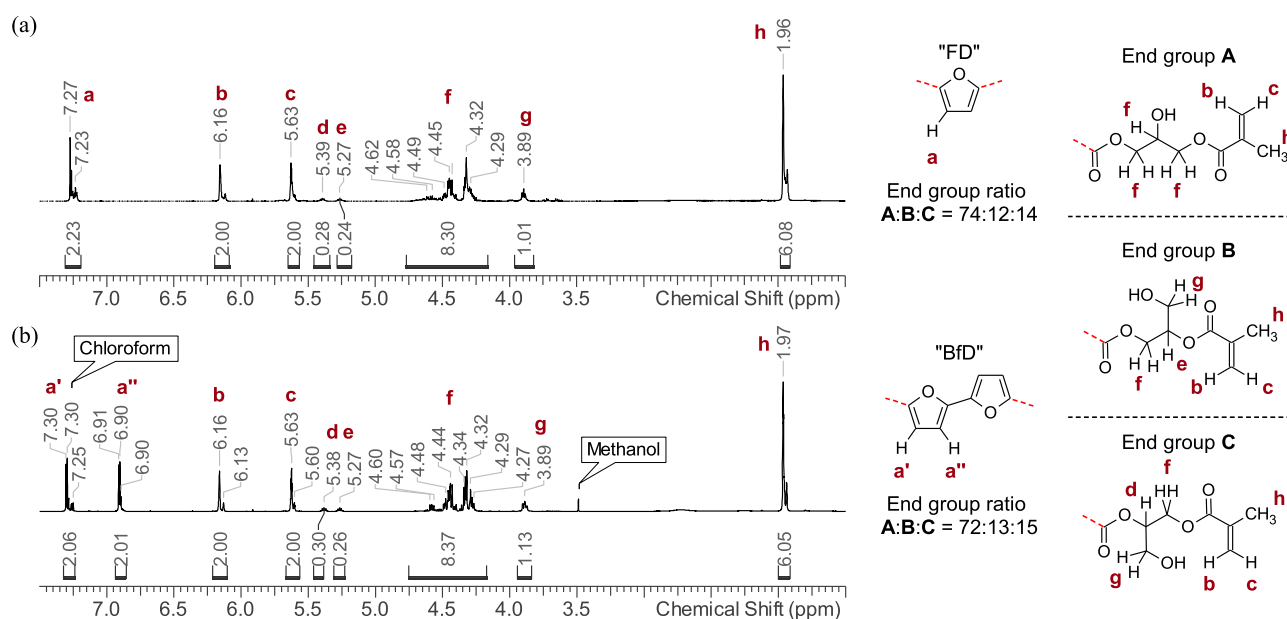 (a)
h
1.96
a
7.27
7.23
b
6.16
c
5.63
d
5.39
e
5.27
f
4.62
4.58
4.49
4.45
4.32
4.29
g
3.89
2.23
2.00
2.00
0.28
0.24
8.30
1.01
6.08
7.0
6.5
6.0
5.5
5.0
4.5
4.0
3.5
Chemical Shift (ppm)
"FD"
O
H
a
End group ratio
A:B:C = 74:12:14
End group A
b
c
H
H
f
H
OH
O
O
CH3
h
O
H H
H H
O
f
f
(b)
Chloroform
h
1.97
a'
7.30
7.30
7.25
a''
6.91
6.90
6.90
b
6.16
6.13
c
5.63
5.60
d
5.38
e
5.27
f
4.60
4.57
4.48
4.44
4.34
4.32
4.29
4.27
g
3.89
Methanol
2.06
2.01
2.00
2.00
0.30
0.26
8.37
1.13
6.05
7.0
6.5
6.0
5.5
5.0
4.5
4.0
3.5
Chemical Shift (ppm)
"BfD"
O
O
H
H
a'
a''
End group ratio
A:B:C = 72:13:15
End group B
g
H
HO
H
O
h
O
O
CH3
O
H H
H
H
H
f
e
b
c
End group C
f
d
H
HH
O
h
O
O
CH3
O
H
H
OH
H
H
g
b
c